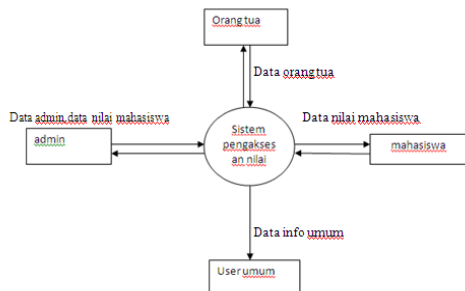 Orang tua
Data orang tua
Data admin,data nilai mahasiswa
admin
Sistem
pengakses
an nilai
Data nilai mahasiswa
mahasiswa
Data info umum
User umum